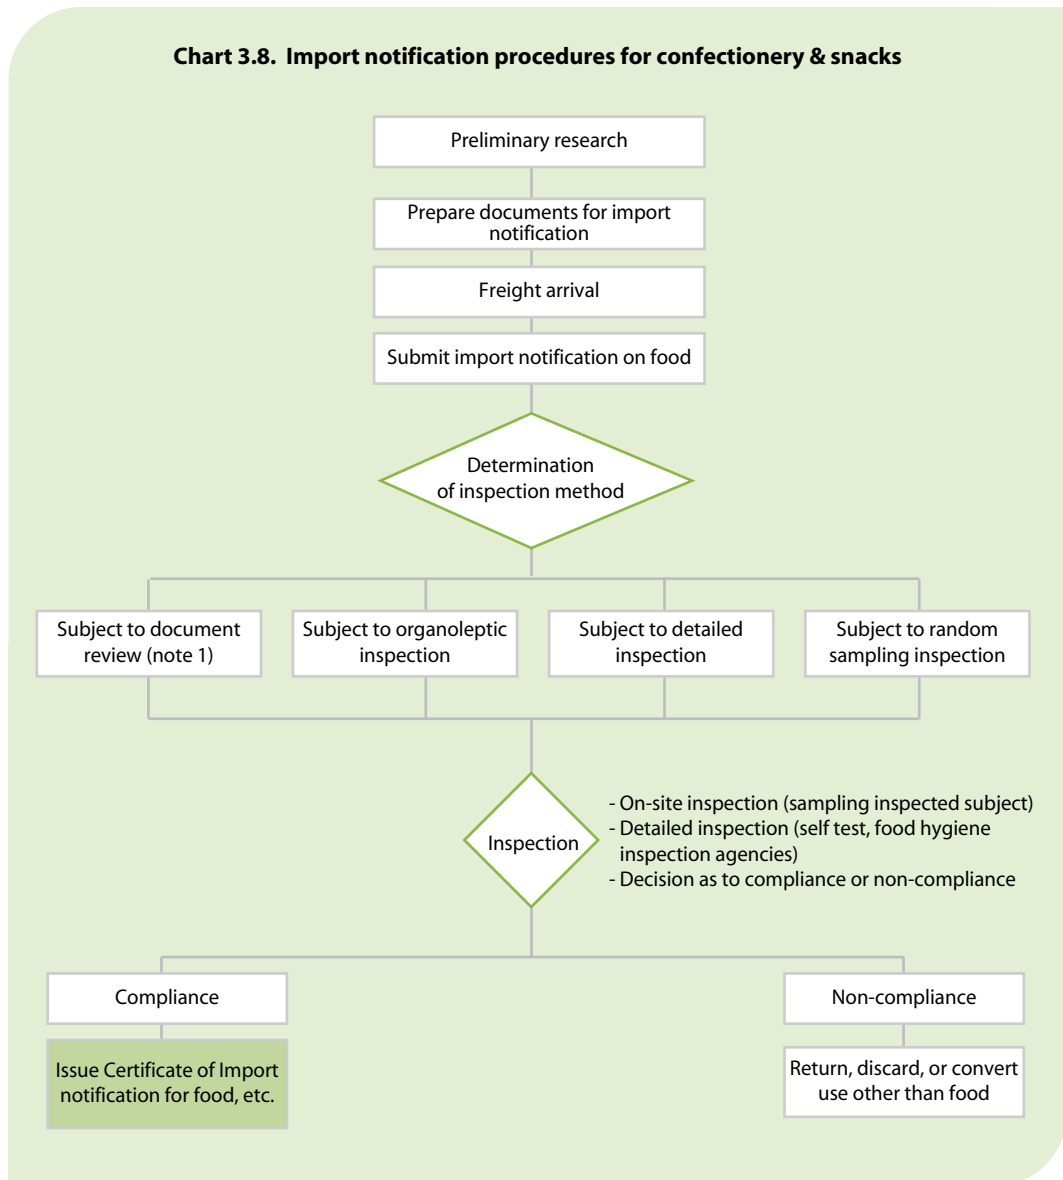 Chart 3.8. Import notification procedures for confectionery & snacks
Preliminary research
Prepare documents for import
notification
Freight arrival
Submit import notification on food
Determination
of inspection method
Subject to document
review (note 1)
Subject to organoleptic
inspection
Subject to detailed
inspection
Subject to random
sampling inspection
Inspection
- On-site inspection (sampling inspected subject)
- Detailed inspection (self test, food hygiene
inspection agencies)
- Decision as to compliance or non-compliance
Compliance
Non-compliance
Issue Certificate of Import
notification for food, etc.
Return, discard, or convert
use other than food